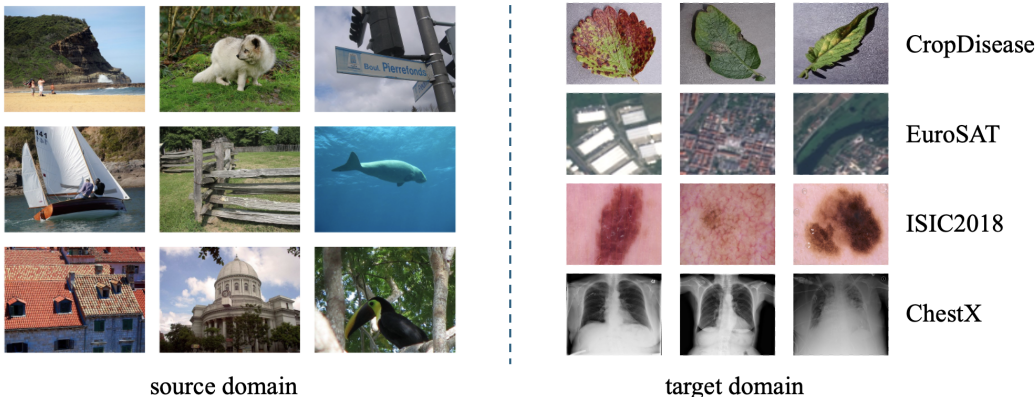 Boul. Pierrefonds
141
CropDisease
EuroSAT
ISIC2018
ChestX
source domain
target domain